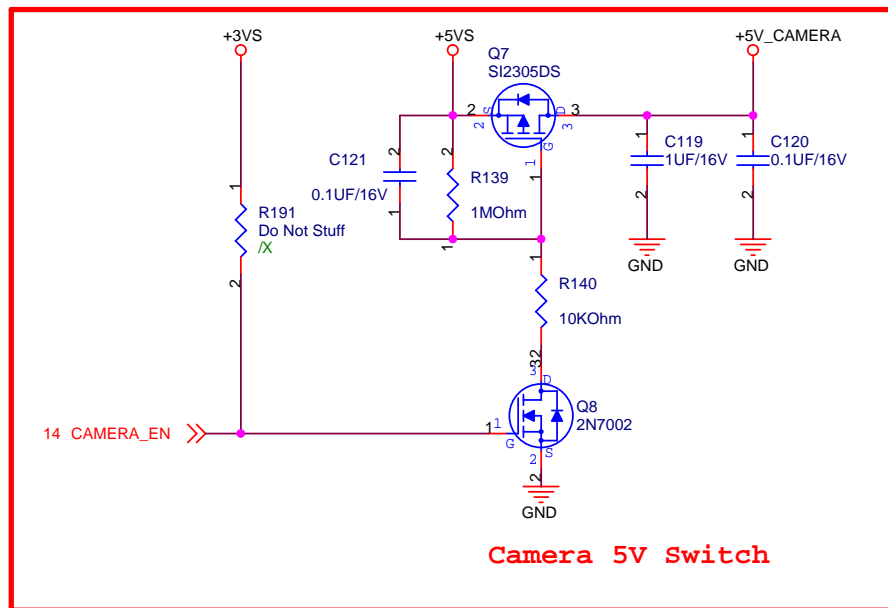 +3VS
+5VS
Q7
SI2305DS
+5V_CAMERA
2
2
S
D
3
3
G
1
1
C121
0.1UF/16V
2
1
R139
1MOhm
2
1
C119
1UF/16V
1
2
GND
C120
0.1UF/16V
1
2
GND
R191
Do Not Stuff
/X
1
2
R140
10KOhm
1
2
3
3
D
Q8
2N7002
14 CAMERA_EN
1
1
G
S
2
2
GND
Camera 5V Switch